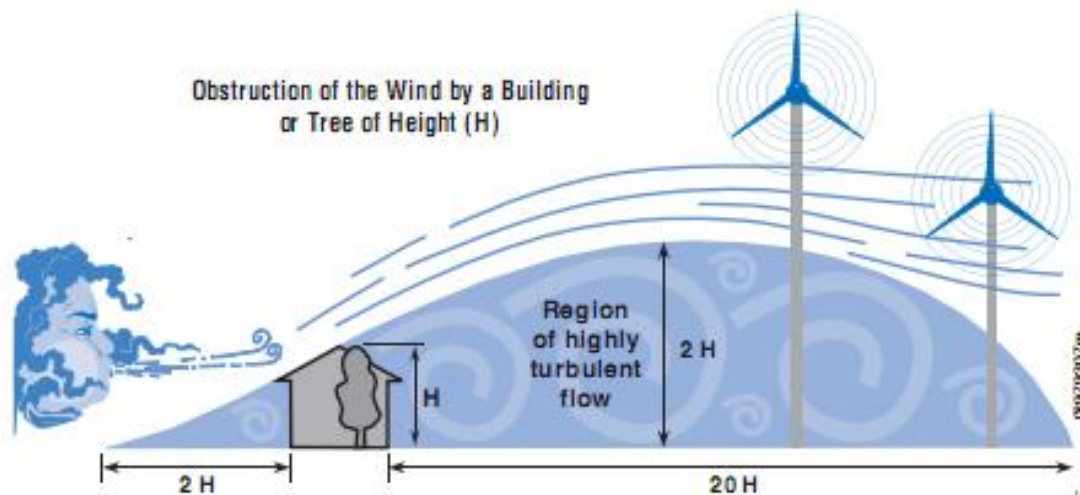 Obstruction of the Wind by a Building
or Tree of Height (H)
Region
of highly
turbulent
flow
2 H
H
2 H
20 H